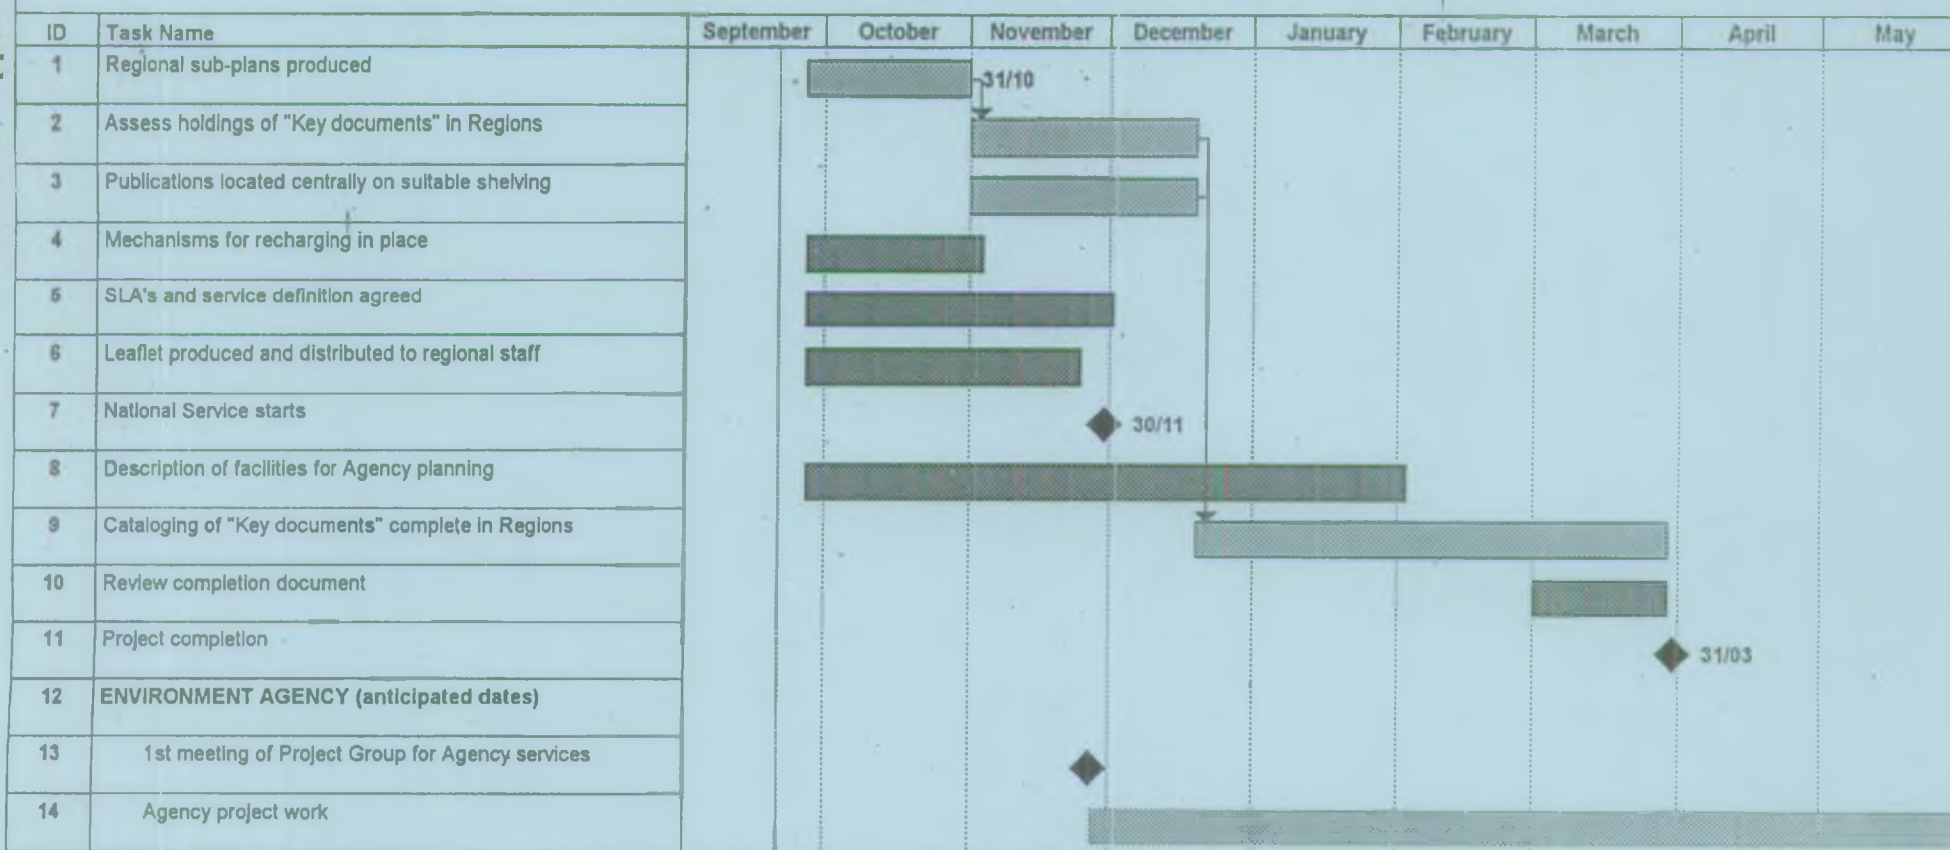 ID Task Name September October November December January February March April May
1 Regional sub-plans produced 31/10
2 Assess holdings of "Key documents" in Regions
3 Publications located centrally on suitable shelving
4 Mechanisms for recharging in place
5 SLA's and service definition agreed
6 Leaflet produced and distributed to regional staff
7 National Service starts 30/11
8 Description of facilities for Agency planning
9 Cataloging of "Key documents" complete in Regions
10 Review completion document
11 Project completion 31/03
12 ENVIRONMENT AGENCY (anticipated dates)
13 1st meeting of Project Group for Agency services
14 Agency project work